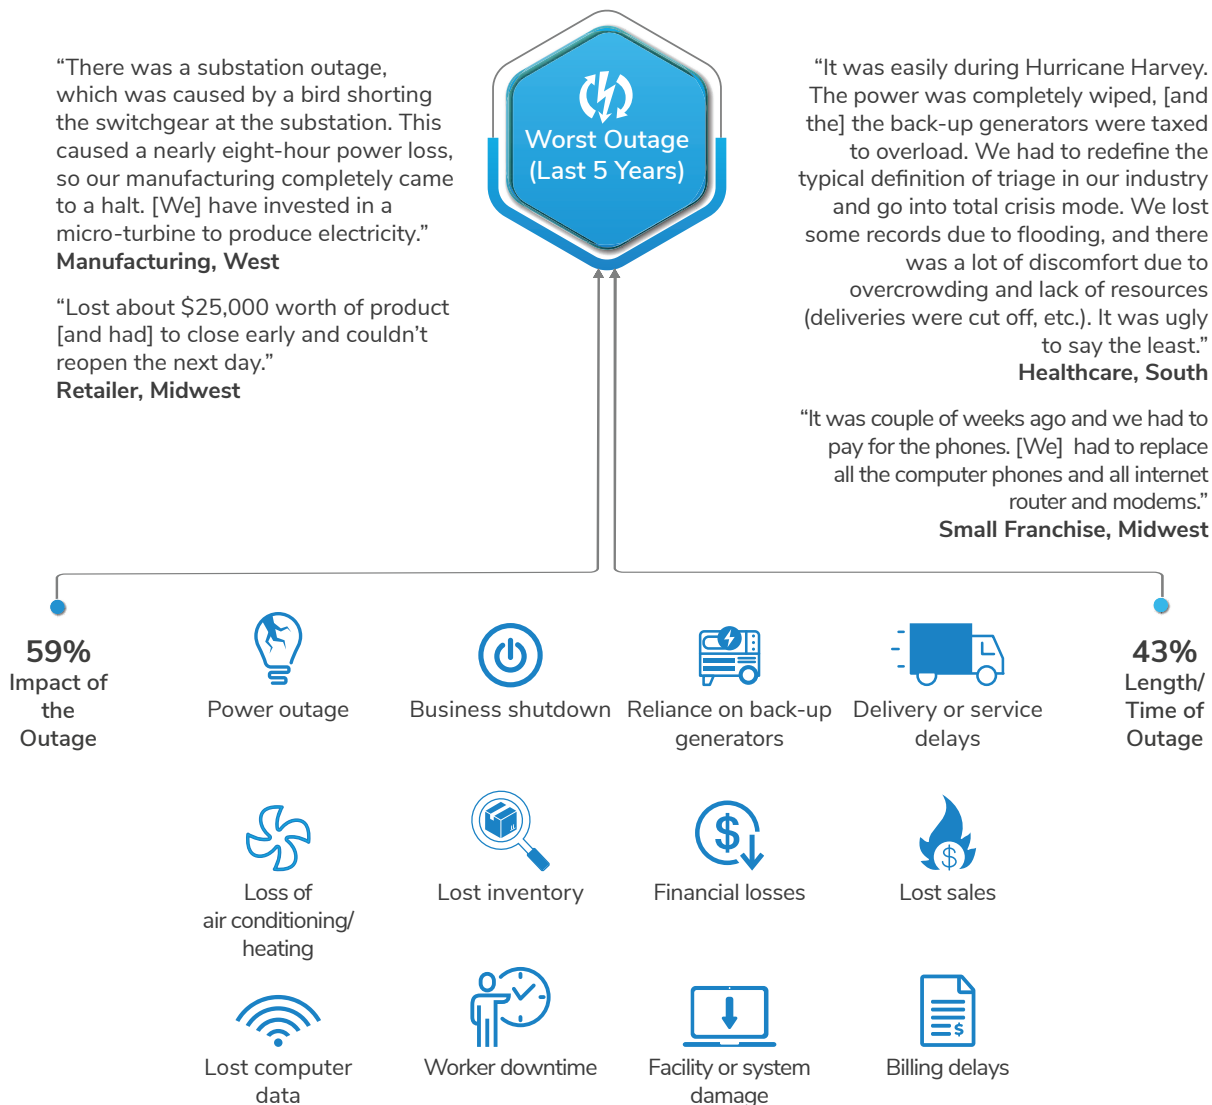 “There was a substation outage,
which was caused by a bird shorting
the switchgear at the substation. This
caused a nearly eight-hour power loss,
so our manufacturing completely came
to a halt. [We] have invested in a
micro-turbine to produce electricity.”
Manufacturing, West
“Lost about $25,000 worth of product
[and had] to close early and couldn’t
reopen the next day.”
Retailer, Midwest
Worst Outage
(Last 5 Years)
“It was easily during Hurricane Harvey.
The power was completely wiped, [and
the] the back-up generators were taxed
to overload. We had to redefine the
typical definition of triage in our industry
and go into total crisis mode. We lost
some records due to flooding, and there
was a lot of discomfort due to
overcrowding and lack of resources
(deliveries were cut off, etc.). It was ugly
to say the least.”
Healthcare, South
“It was couple of weeks ago and we had to
pay for the phones. [We] had to replace
all the computer phones and all internet
router and modems.”
Small Franchise, Midwest
59%
Impact of
the
Outage
Power outage
Business shutdown
Reliance on back-up
generators
Delivery or service
delays
43%
Length/
Time of
Outage
Loss of
air conditioning/
heating
Lost inventory
$
Financial losses
$
Lost sales
Lost computer
data
Worker downtime
Facility or system
damage
$
Billing delays